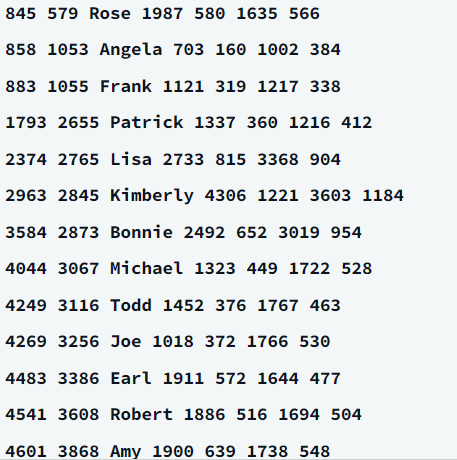 845 579 Rose 1987 580 1635 566
858 1053 Angela 703 160 1002 384
883 1055 Frank 1121 319 1217 338
1793 2655 Patrick 1337 360 1216 412
2374 2765 Lisa 2733 815 3368 904
2963 2845 Kimberly 4306 1221 3603 1184
3584 2873 Bonnie 2492 652 3019 954
4044 3067 Michael 1323 449 1722 528
4249 3116 Todd 1452 376 1767 463
4269 3256 Joe 1018 372 1766 530
4483 3386 Earl 1911 572 1644 477
4541 3608 Robert 1886 516 1694 504
4601 3868 Amy 1900 639 1738 548